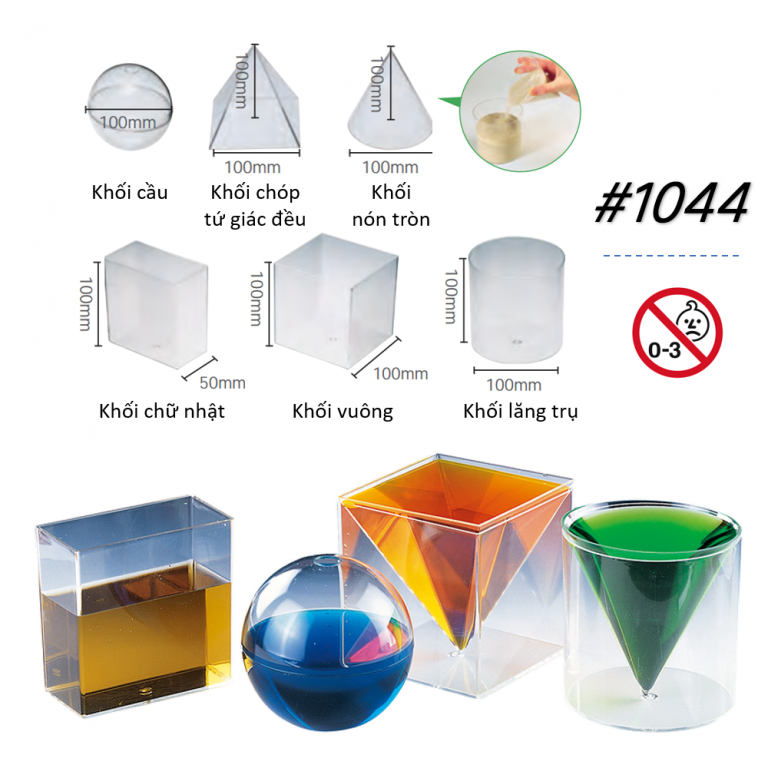 100mm
100mm
100mm
100mm
100mm
Khối cầu
Khối chóp
tứ giác đều
Khối
nón tròn
#1044
100mm
50mm
100mm
100mm
100mm
100mm
0-3
Khối chữ nhật
Khối vuông
Khối lăng trụ